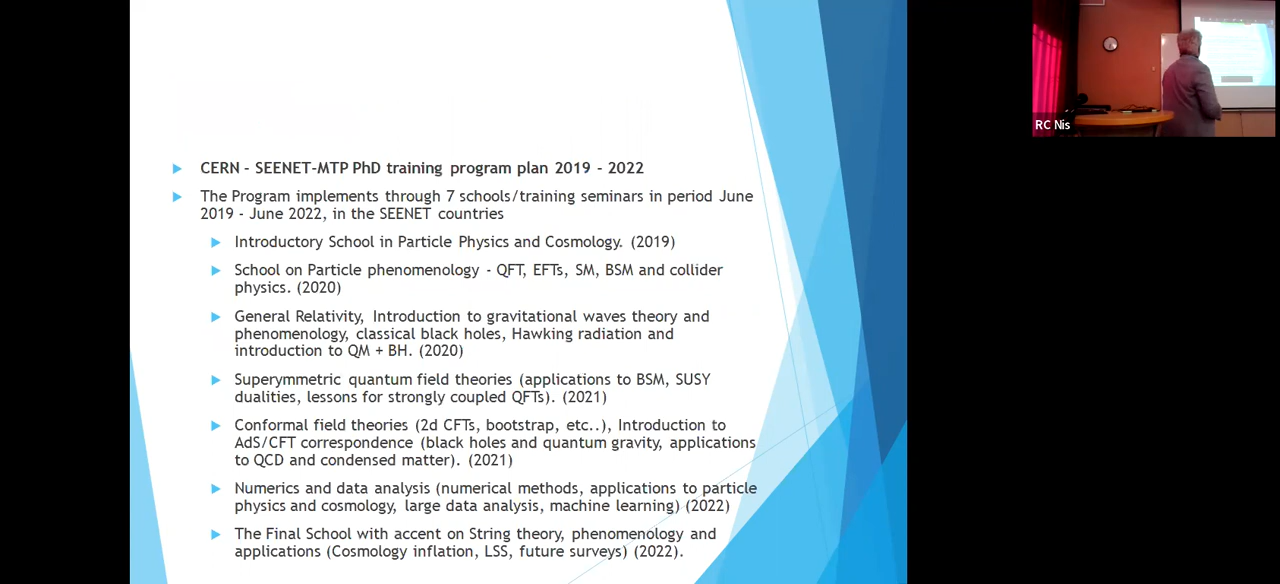 CERN - SEENET-MTP PhD training program plan 2019 - 2022
The Program implements through 7 schools/training seminars in period June
2019 - June 2022, in the SEENET countries
Introductory School in Particle Physics and Cosmology. (2019)
School on Particle phenomenology - QFT, EFTs, SM, BSM and collider
physics. (2020)
General Relativity, Introduction to gravitational waves theory and
phenomenology, classical black holes, Hawking radiation and
introduction to QM + BH. (2020)
Superymmetric quantum field theories (applications to BSM, SUSY
dualities, lessons for strongly coupled QFTs). (2021)
Conformal field theories (2d CFTs, bootstrap, etc..), Introduction to
AdS/CFT correspondence (black holes and quantum gravity, applications
to QCD and condensed matter). (2021)
Numerics and data analysis (numerical methods, applications to particle
physics and cosmology, large data analysis, machine learning) (2022)
The Final School with accent on String theory, phenomenology and
applications (Cosmology inflation, LSS, future surveys) (2022).
RC Nis